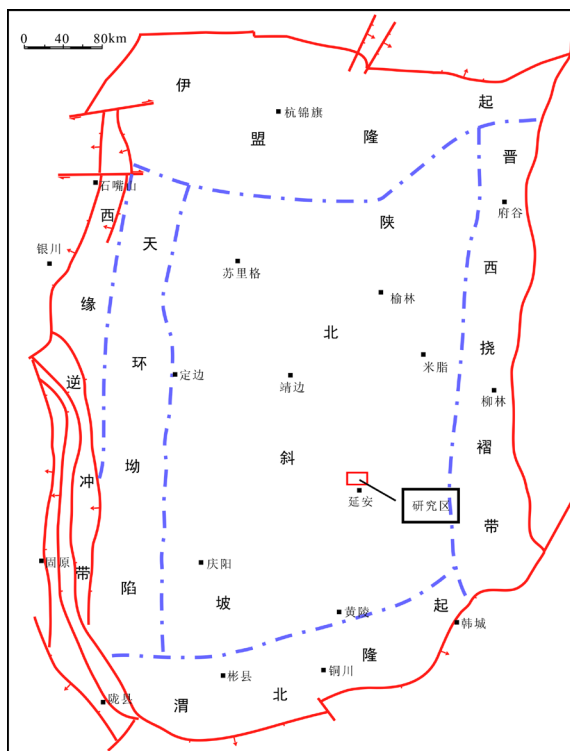 0 40 80km
伊盟隆起
杭锦旗
石嘴山
府谷
银川
苏里格
榆林
米脂
定边
靖边
柳林
延安
研究区
固原
庆阳
黄陵
韩城
彬县
铜川
陇县
西缘逆冲带
天环坳陷
陕北斜坡
晋西挠褶带
渭北隆起